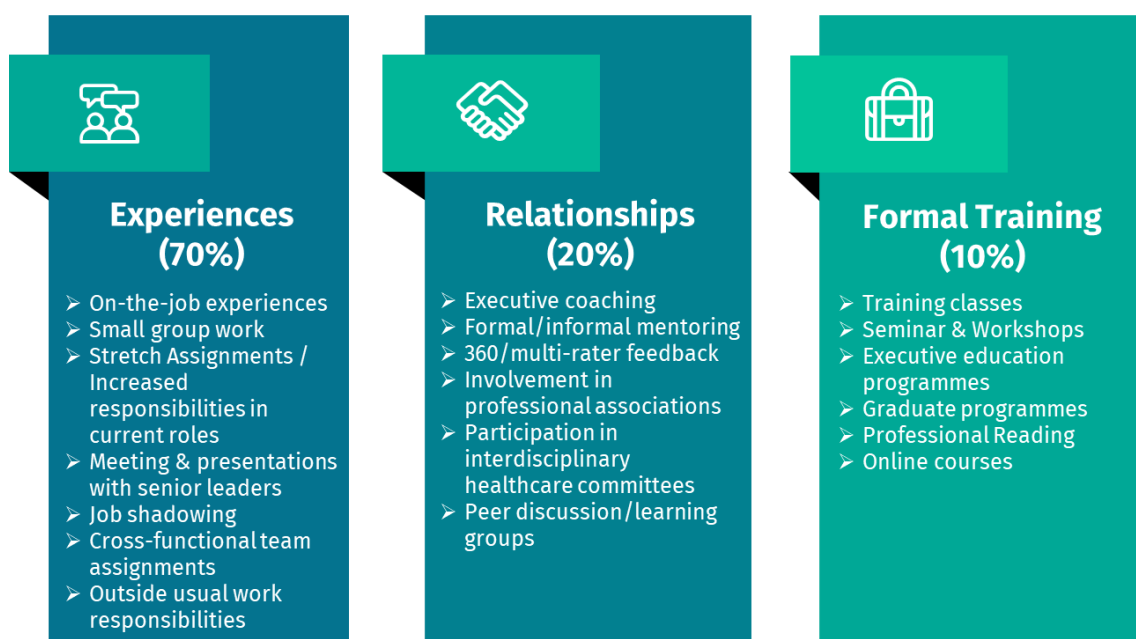 Experiences
(70%)
➢ On-the-job experiences
➢ Small group work
➢ Stretch Assignments /
Increased
responsibilities in
current roles
➢ Meeting & presentations
with senior leaders
➢ Job shadowing
➢ Cross-functional team
assignments
➢ Outside usual work
responsibilities
Relationships
(20%)
➢ Executive coaching
➢ Formal/informal mentoring
➢ 360/multi-rater feedback
➢ Involvement in
professional associations
➢ Participation in
interdisciplinary
healthcare committees
➢ Peer discussion/learning
groups
Formal Training
(10%)
➢ Training classes
➢ Seminar & Workshops
➢ Executive education
programmes
➢ Graduate programmes
➢ Professional Reading
➢ Online courses